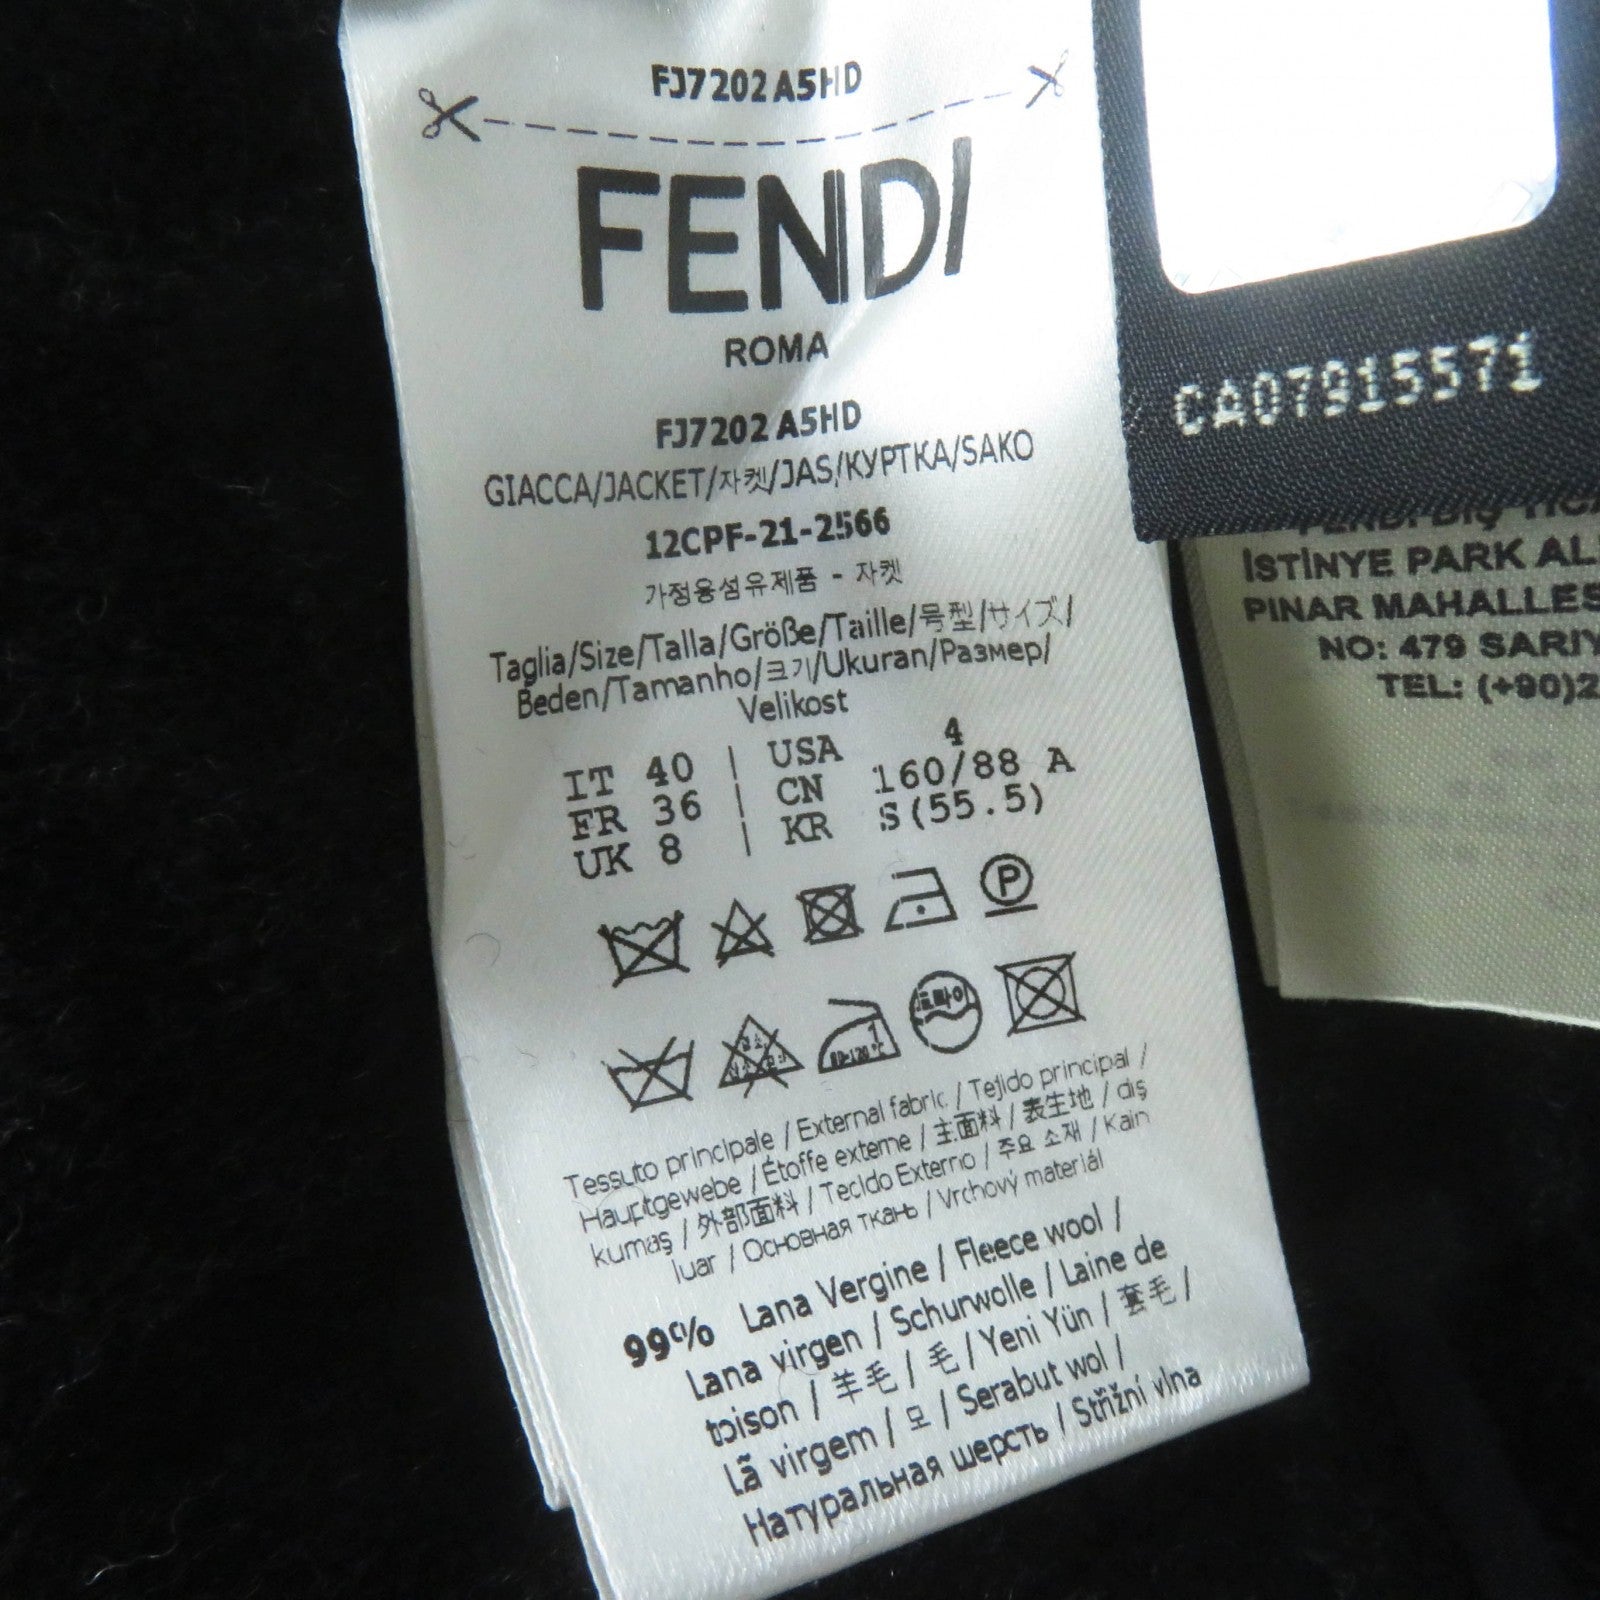 FJ7202 A5HD
FENDI
ROMA
FJ7202 A5HD
GIACCA/JACKET/자켓/JAS/КУРТКА/SAKO
12CPF-21-2566
가정용섬유제품 - 자켓
Taglia/Size/Talla/Größe/Taille/号型/サイズ/
Beden/Tamanho/크기/Ukuran/Размер/
Velikost
IT 40 | USA 4
FR 36 | CN 160/88 A
UK 8 | KR S(55.5)
P
80-120°C
Tessuto principale / External fabric / Tejido principal /
Hauptgewebe / Étoffe externe / 主面料 / 表生地 / dış
kumaş / 外部面料 / Tecido Externo / 주요 소재 / Kain
luar / Основная ткань / Vrchový materiál
99% Lana Vergine / Fleece wool /
Lana virgen / Schurwolle / Laine de
toison / 羊毛 / 毛 / Yeni Yün / 套毛 /
Lã virgem / 모 / Serabut wol /
Натуральная шерсть / Střižní vlna
CA07915571
FENDI DIŞ
İSTİNYE PARK
PINAR
NO: 479
TEL: (+90)2